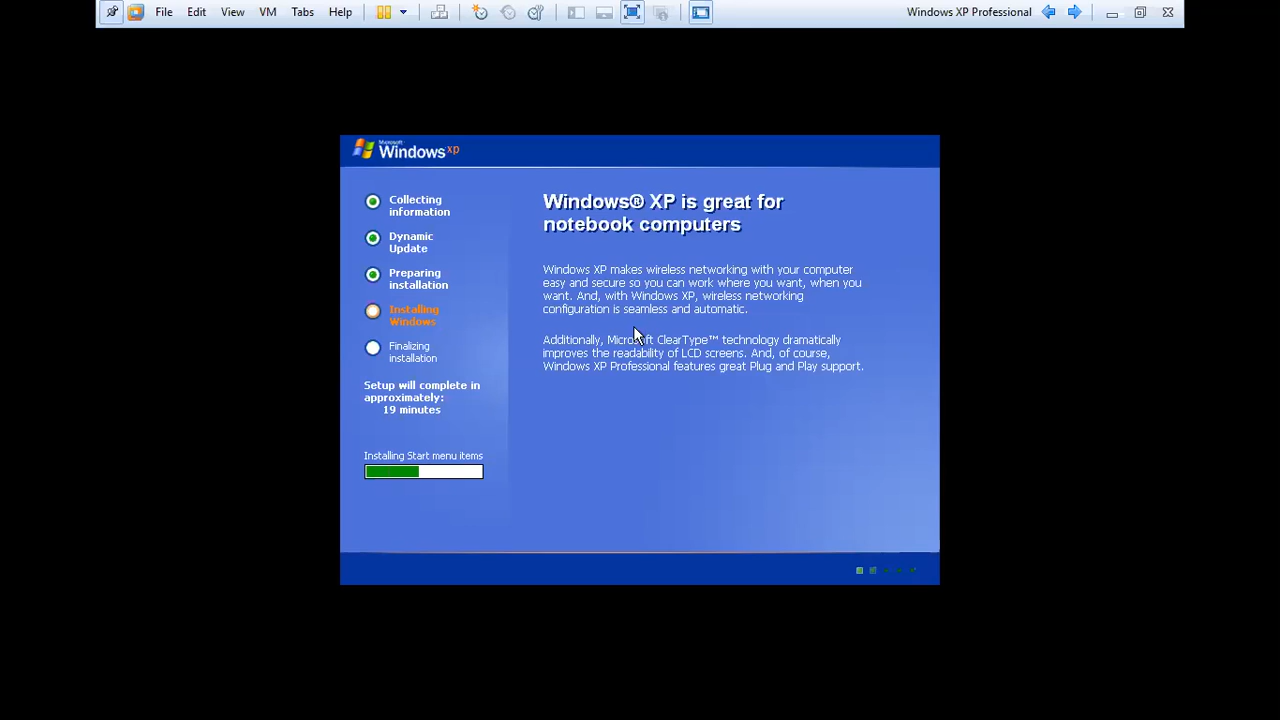 File Edit View VM Tabs Help
Windows XP Professional
Microsoft
Windows xp
Collecting
information
Dynamic
Update
Preparing
installation
Installing
Windows
Finalizing
installation
Setup will complete in
approximately:
19 minutes
Installing Start menu items
Windows® XP is great for
notebook computers
Windows XP makes wireless networking with your computer
easy and secure so you can work where you want, when you
want. And, with Windows XP, wireless networking
configuration is seamless and automatic.
Additionally, Microsoft ClearType™ technology dramatically
improves the readability of LCD screens. And, of course,
Windows XP Professional features great Plug and Play support.